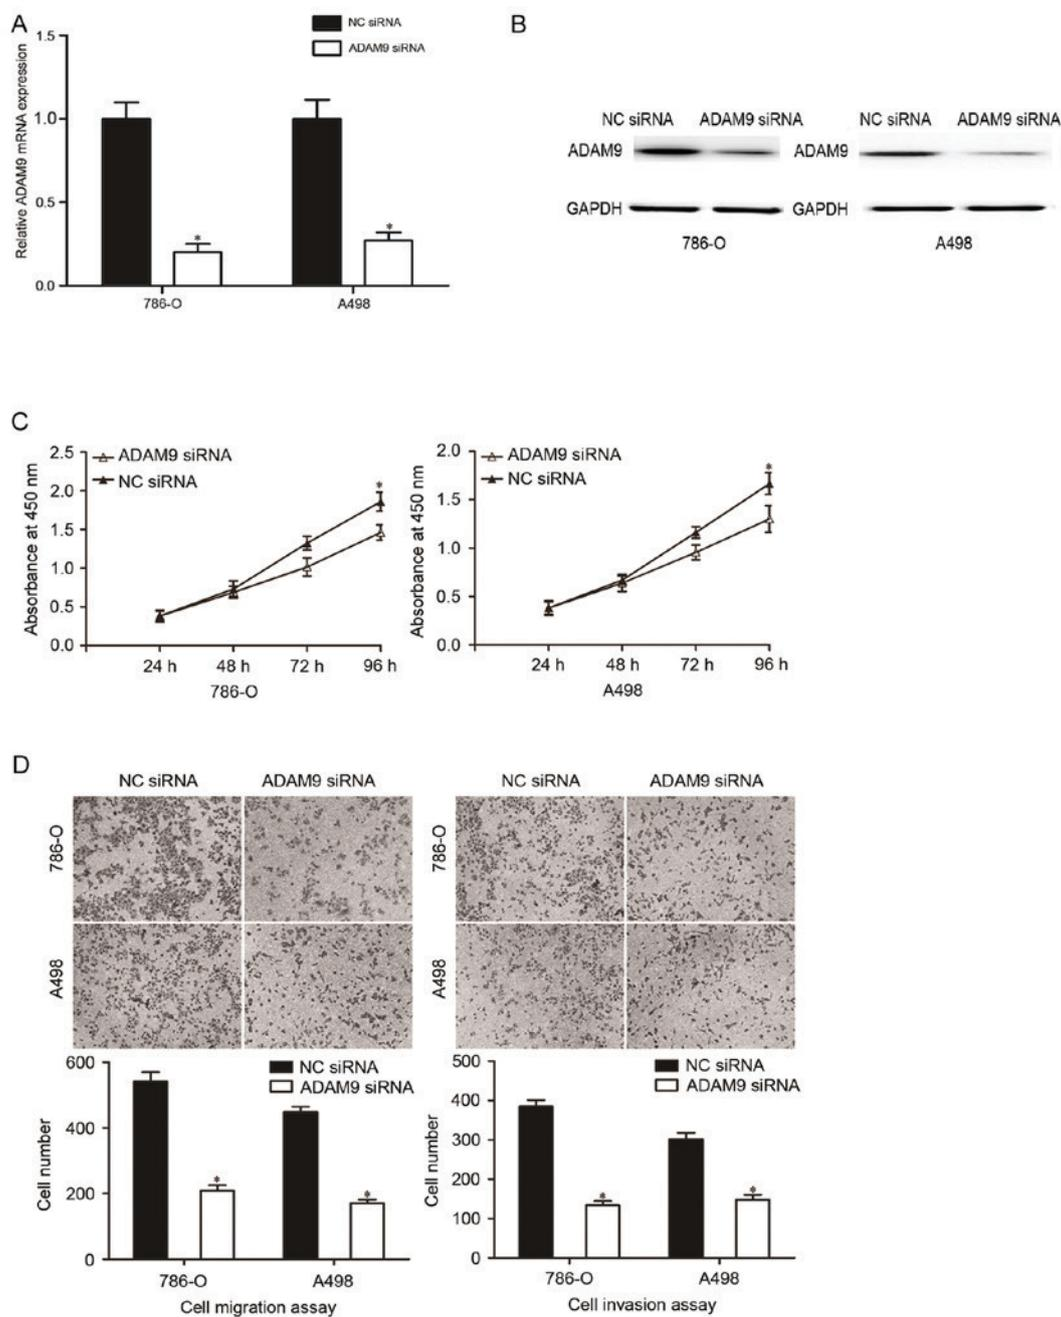 A
NC siRNA
ADAM9 siRNA
Relative ADAM9 mRNA expression
1.5
1.0
0.5
0.0
*
*
786-O
A498
B
NC siRNA ADAM9 siRNA
ADAM9
GAPDH
786-O
NC siRNA ADAM9 siRNA
ADAM9
GAPDH
A498
C
Absorbance at 450 nm
2.5
2.0
1.5
1.0
0.5
0.0
ADAM9 siRNA
NC siRNA
*
24 h 48 h 72 h 96 h
786-O
Absorbance at 450 nm
2.0
1.5
1.0
0.5
0.0
ADAM9 siRNA
NC siRNA
*
24 h 48 h 72 h 96 h
A498
D
NC siRNA ADAM9 siRNA
NC siRNA ADAM9 siRNA
786-O
A498
786-O
A498
Cell number
600
400
200
0
NC siRNA
ADAM9 siRNA
*
*
786-O A498
Cell migration assay
Cell number
500
400
300
200
100
0
NC siRNA
ADAM9 siRNA
*
*
786-O A498
Cell invasion assay